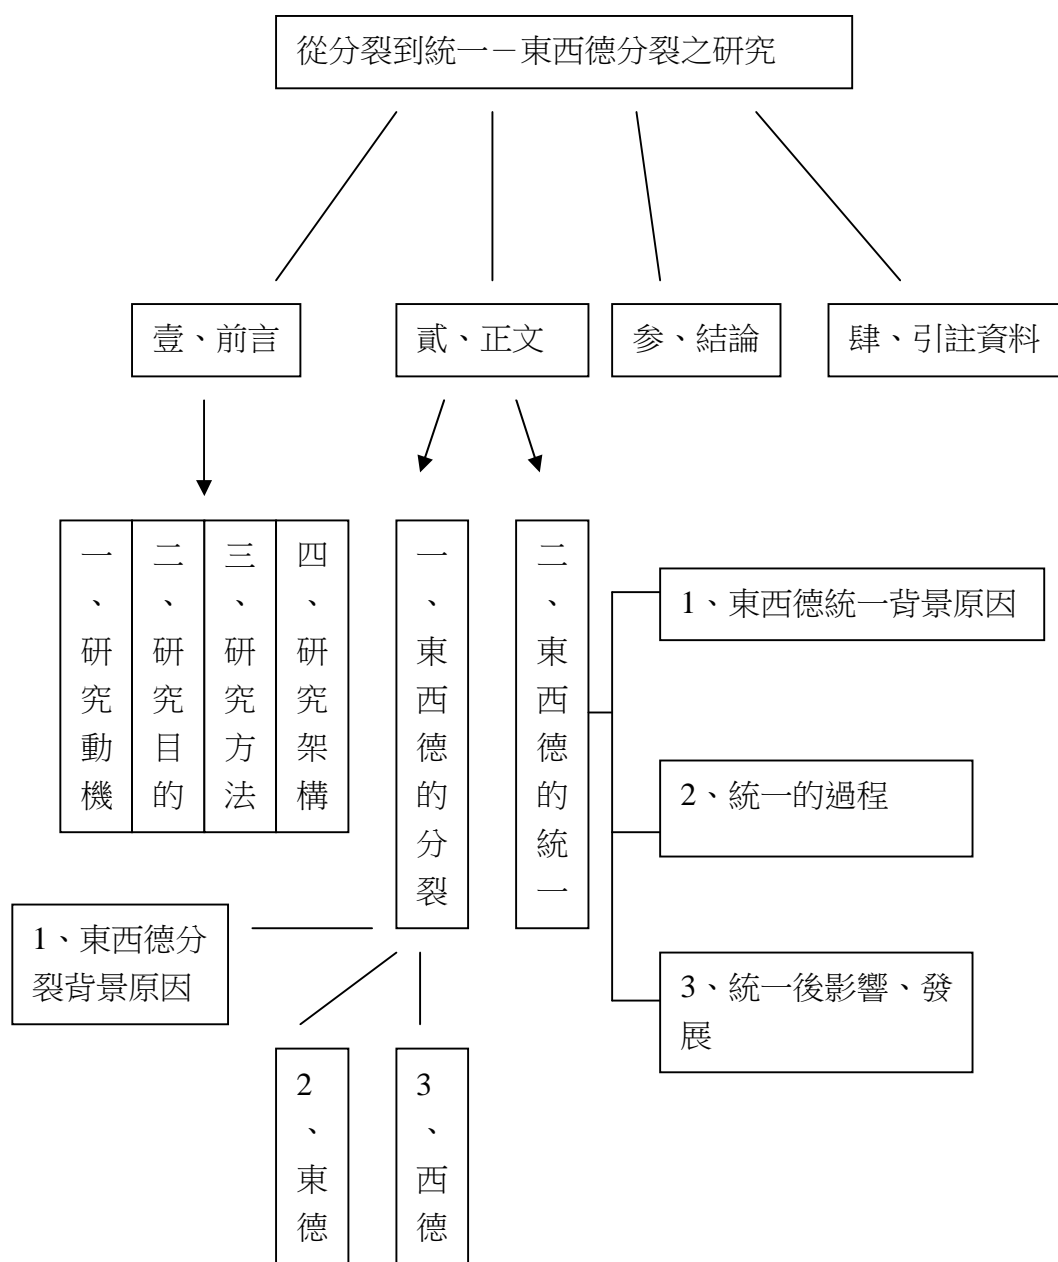 從分裂到統一－東西德分裂之研究
壹、前言
貳、正文
参、結論
肆、引註資料
一、研究動機
二、研究目的
三、研究方法
四、研究架構
一、東西德的分裂
二、東西德的統一
1、東西德統一背景原因
2、統一的過程
3、統一後影響、發
展
1、東西德分
裂背景原因
2、東德
3、西德